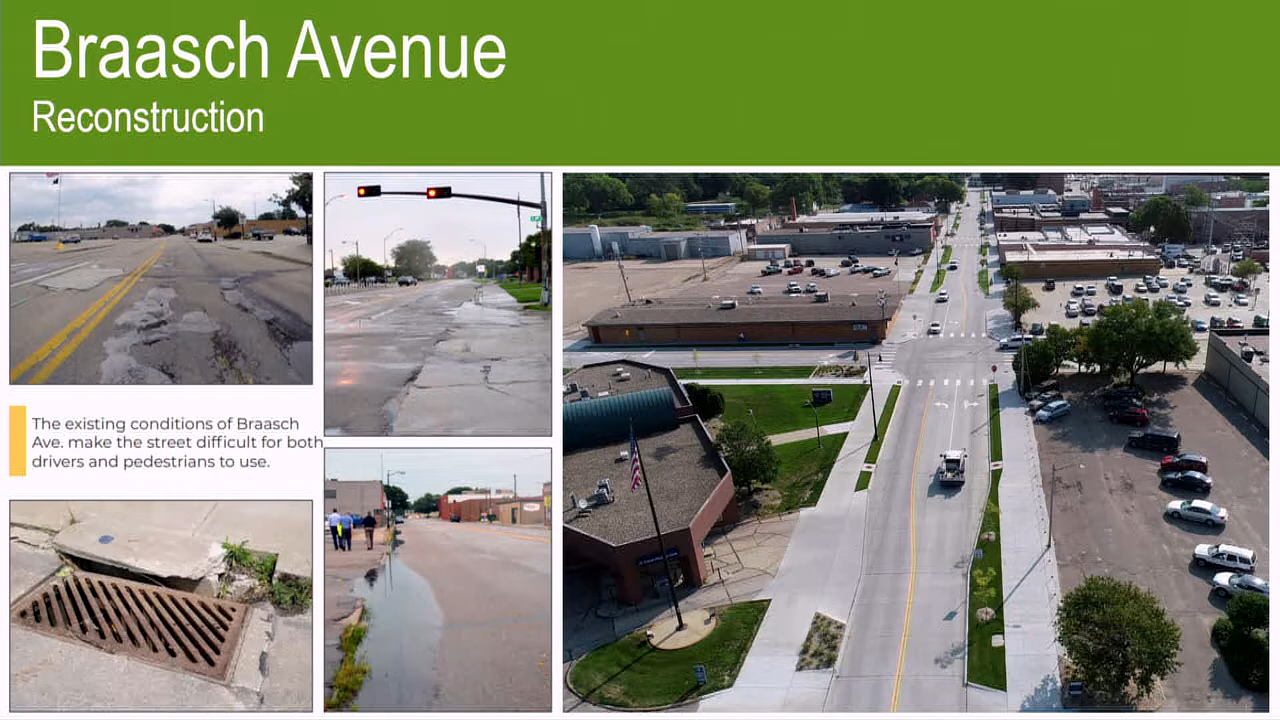 Braasch Avenue
Reconstruction
The existing conditions of Braasch
Ave. make the street difficult for both
drivers and pedestrians to use.